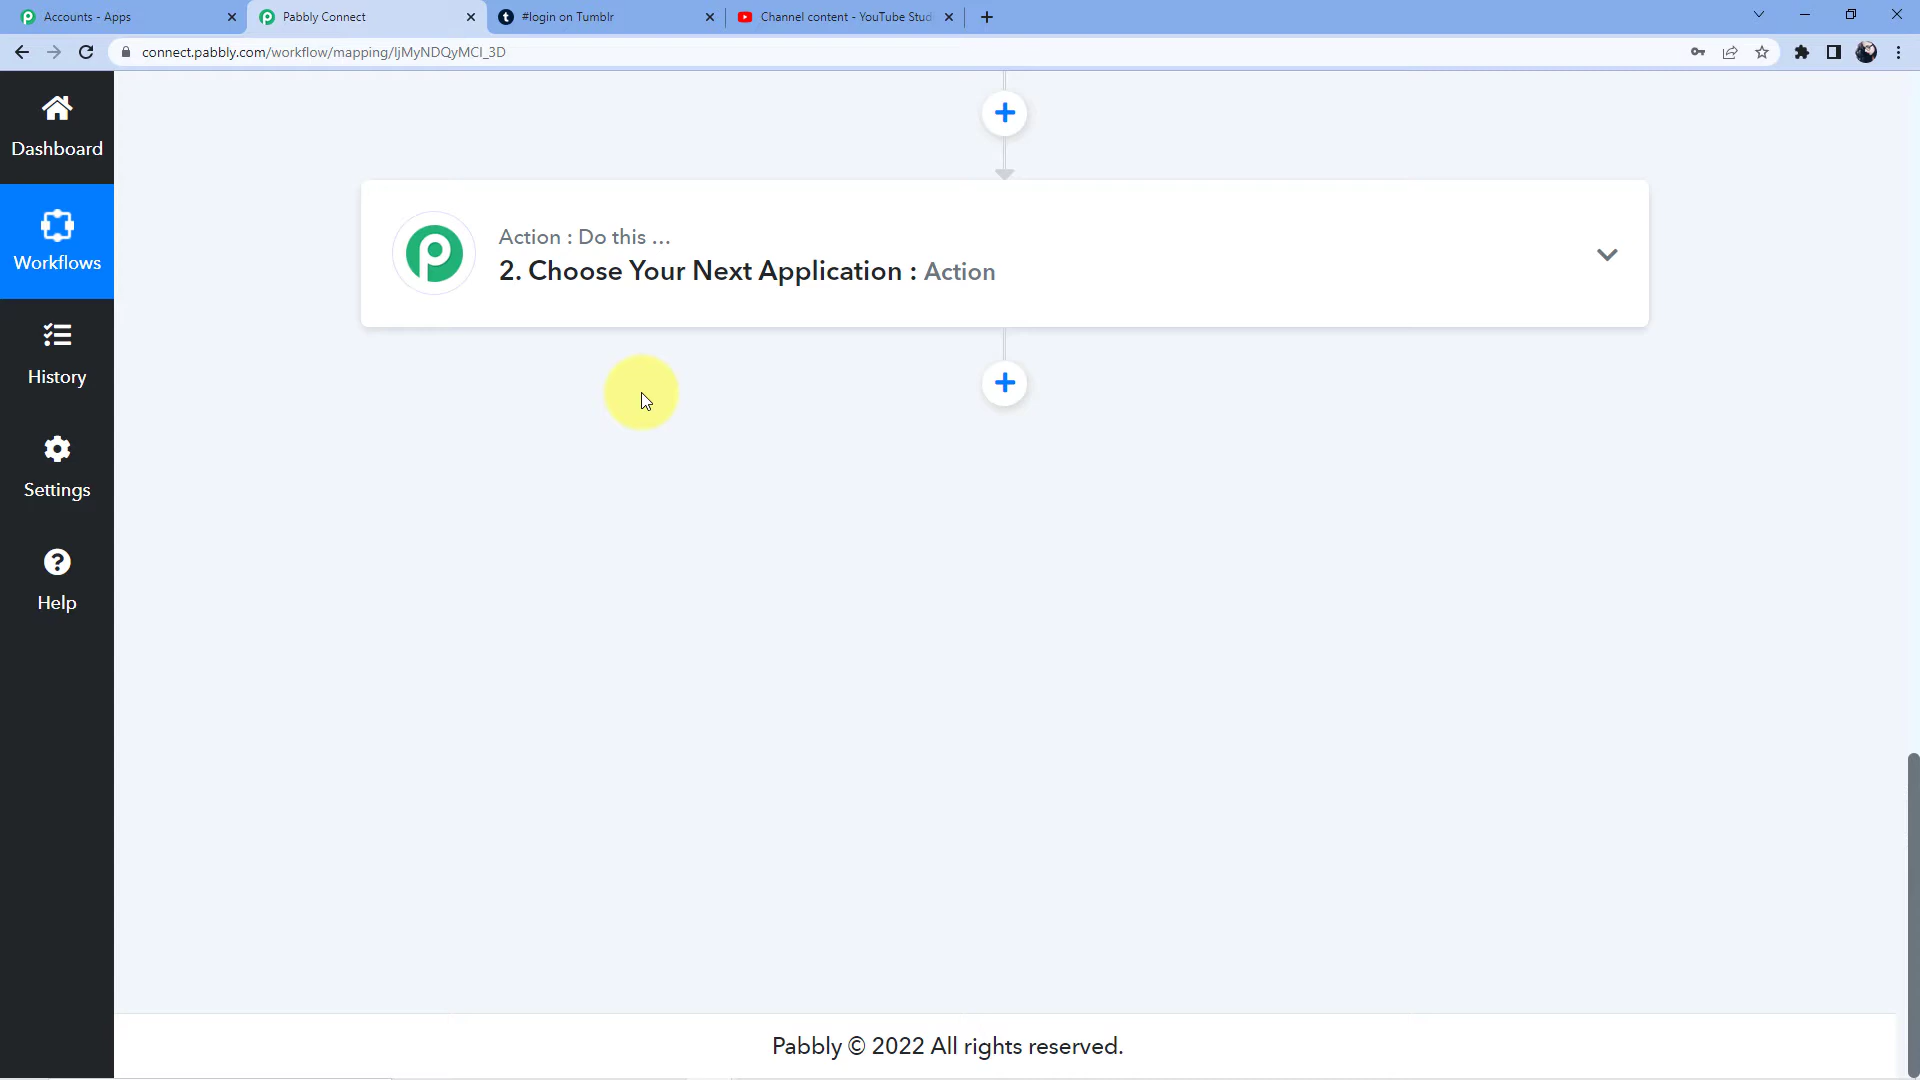 Accounts - Apps
Pabbly Connect
#login on Tumblr
Channel content - YouTube Stud
connect.pabbly.com/workflow/mapping/IjMyNDQyMCI_3D
Dashboard
Workflows
History
Settings
Help
Action : Do this ...
2. Choose Your Next Application : Action
Pabbly © 2022 All rights reserved.